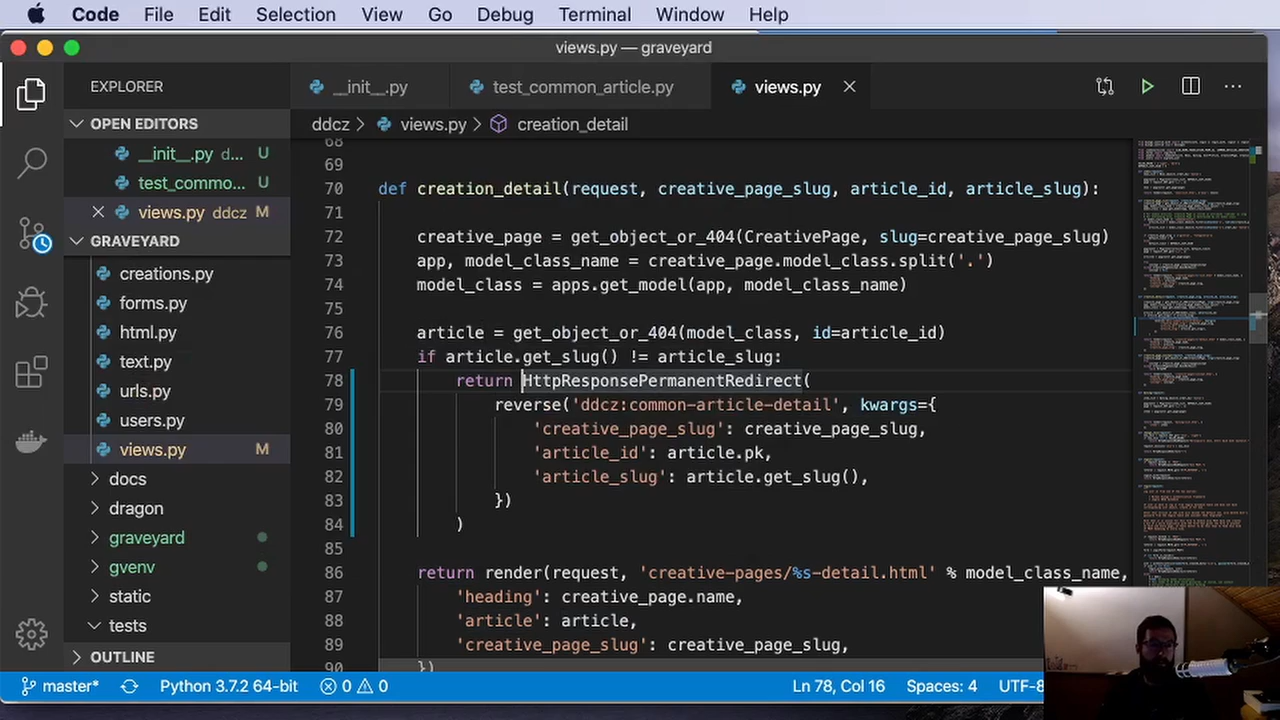 Code File Edit Selection View Go Debug Terminal Window Help
views.py — graveyard
EXPLORER
__init__.py
test_common_article.py
views.py
OPEN EDITORS
__init__.py d... U
test_commo... U
views.py ddcz M
GRAVEYARD
creations.py
forms.py
html.py
text.py
urls.py
users.py
views.py M
docs
dragon
graveyard
gvenv
static
tests
OUTLINE
ddcz > views.py > creation_detail
68
69
70 def creation_detail(request, creative_page_slug, article_id, article_slug):
71
72 creative_page = get_object_or_404(CreativePage, slug=creative_page_slug)
73 app, model_class_name = creative_page.model_class.split('.')
74 model_class = apps.get_model(app, model_class_name)
75
76 article = get_object_or_404(model_class, id=article_id)
77 if article.get_slug() != article_slug:
78 return HttpResponsePermanentRedirect(
79 reverse('ddcz:common-article-detail', kwargs={
80 'creative_page_slug': creative_page_slug,
81 'article_id': article.pk,
82 'article_slug': article.get_slug(),
83 })
84 )
85
86 return render(request, 'creative-pages/%s-detail.html' % model_class_name,
87 'heading': creative_page.name,
88 'article': article,
89 'creative_page_slug': creative_page_slug,
90 })
master* Python 3.7.2 64-bit 0 0 Ln 78, Col 16 Spaces: 4 UTF-8